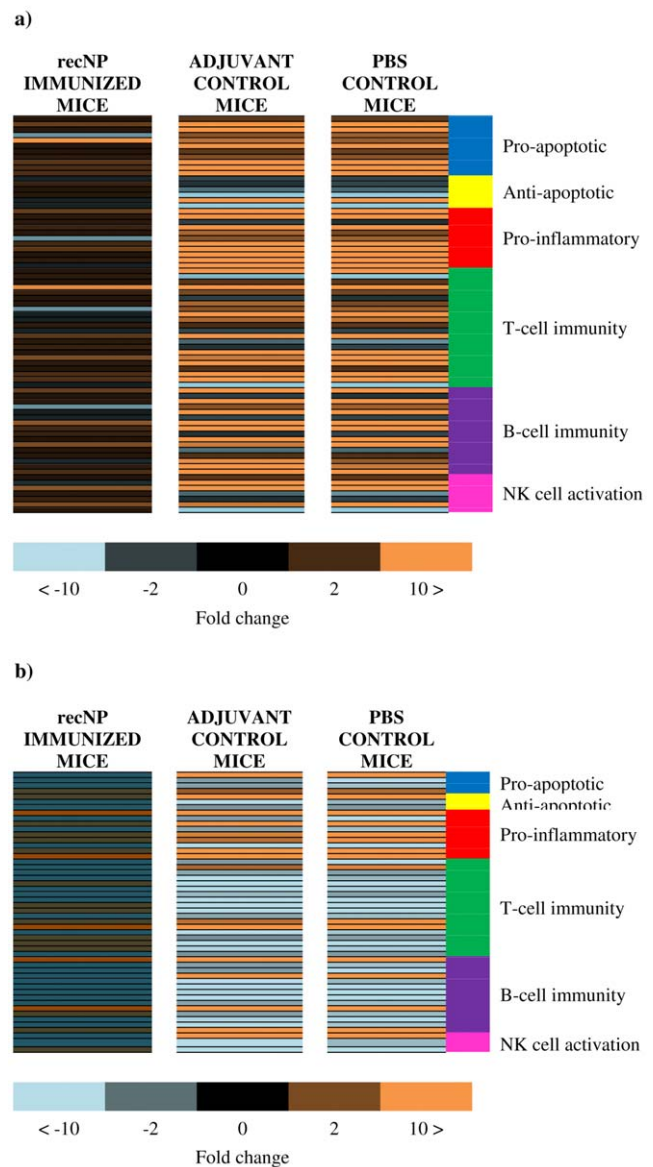 a)
recNP
IMMUNIZED
MICE
ADJUVANT
CONTROL
MICE
PBS
CONTROL
MICE
Pro-apoptotic
Anti-apoptotic
Pro-inflammatory
T-cell immunity
B-cell immunity
NK cell activation
< -10 -2 0 2 10 >
Fold change
b)
recNP
IMMUNIZED
MICE
ADJUVANT
CONTROL
MICE
PBS
CONTROL
MICE
Pro-apoptotic
Anti-apoptotic
Pro-inflammatory
T-cell immunity
B-cell immunity
NK cell activation
< -10 -2 0 2 10 >
Fold change